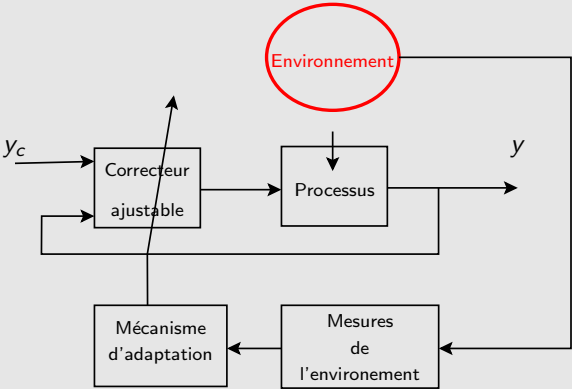 Environnement
y_c
Correcteur
ajustable
Processus
y
Mécanisme
d'adaptation
Mesures
de
l'environement